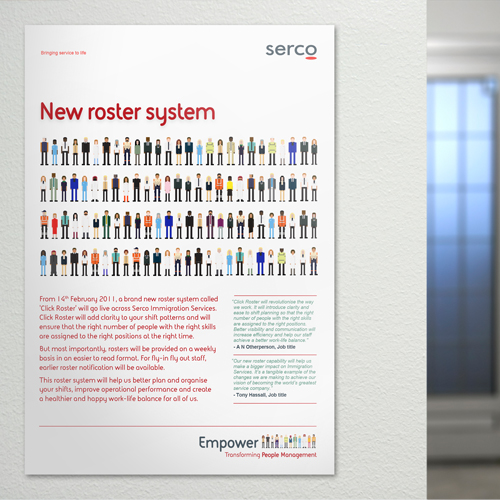 Bringing service to life
serco
New roster system
From 14th February 2011, a brand new roster system called
'Click Roster' will go live across Serco Immigration Services.
Click Roster will add clarity to your shift patterns and will
ensure that the right number of people with the right skills
are assigned to the right positions at the right time.
But most importantly, rosters will be provided on a weekly
basis in an easier to read format. For fly-in fly out staff,
earlier roster notification will be available.
This roster system will help us better plan and organise
your shifts, improve operational performance and create
a healthier and happy work-life balance for all of us.
"Click Roster will revolutionise the way
we work. It will introduce clarity and
ease to shift planning so that the right
number of people with the right skills
are assigned to the right positions.
Better visibility and communication will
increase efficiency and help our staff
achieve a better work-life balance."
- A N Otherperson, Job title
"Our new roster capability will help us
make a bigger impact on Immigration
Services. It's a tangible example of the
changes we are making to achieve our
vision of becoming the world's greatest
service company."
- Tony Hassall, Job title
Empower
Transforming People Management